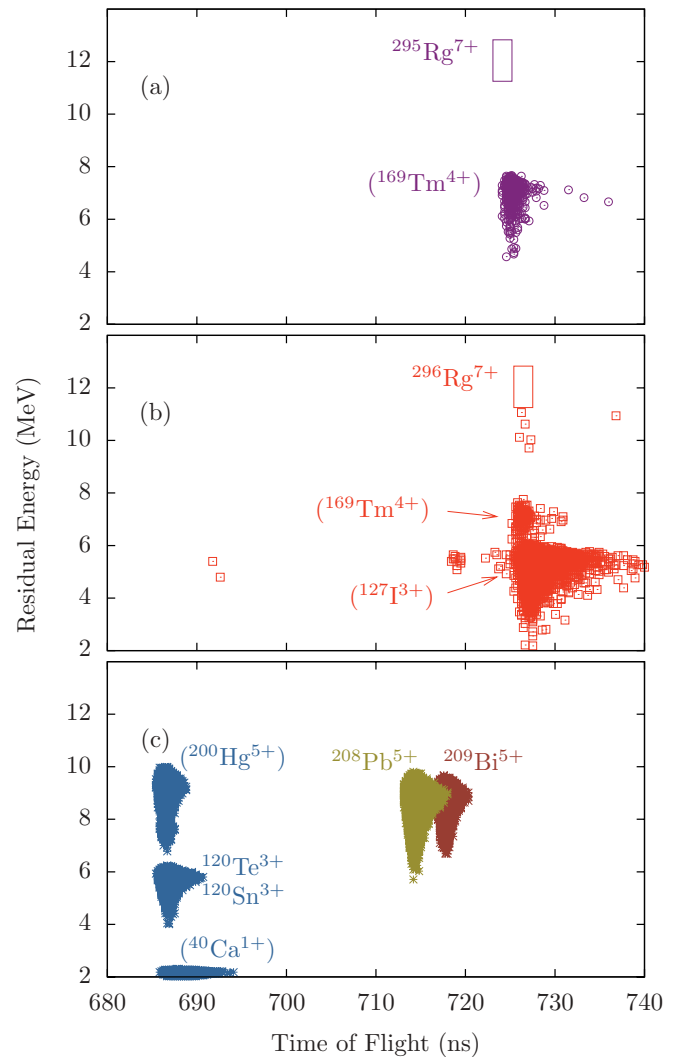 ²⁹⁵Rg⁷⁺
12
(a)
10
8
(¹⁶⁹Tm⁴⁺)
6
4
2
²⁹⁶Rg⁷⁺
12
(b)
10
8
(¹⁶⁹Tm⁴⁺)
6
(¹²⁷I³⁺)
4
2
Residual Energy (MeV)
12
(c)
(²⁰⁰Hg⁵⁺) ²⁰⁸Pb⁵⁺ ²⁰⁹Bi⁵⁺
10
8
6
¹²⁰Te³⁺
¹²⁰Sn³⁺
4
(⁴⁰Ca¹⁺)
2
680 690 700 710 720 730 740
Time of Flight (ns)